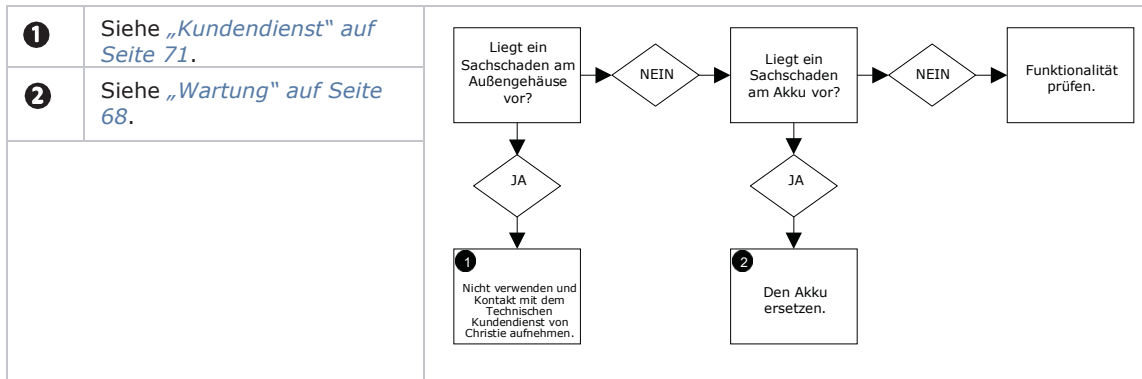 1 Siehe „Kundendienst“ auf
Seite 71.
2 Siehe „Wartung“ auf Seite
68.
Liegt ein
Sachschaden am
Außengehäuse
vor?
NEIN
Liegt ein
Sachschaden
am Akku vor?
NEIN
Funktionalität
prüfen.
JA
JA
1
Nicht verwenden und
Kontakt mit dem
Technischen
Kundendienst von
Christie aufnehmen.
2
Den Akku
ersetzen.